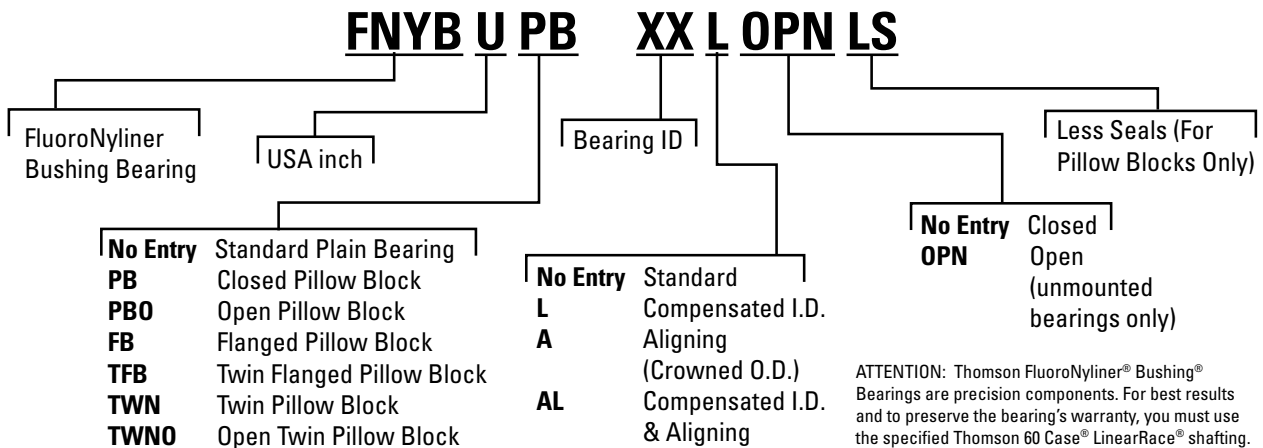 FNYB U PB XX L OPN LS
FluoroNyliner
Bushing Bearing
USA inch
Bearing ID
Less Seals (For
Pillow Blocks Only)
No Entry Standard Plain Bearing
PB Closed Pillow Block
PBO Open Pillow Block
FB Flanged Pillow Block
TFB Twin Flanged Pillow Block
TWN Twin Pillow Block
TWNO Open Twin Pillow Block
No Entry Standard
L Compensated I.D.
A Aligning
(Crowned O.D.)
AL Compensated I.D.
& Aligning
No Entry Closed
OPN Open
(unmounted
bearings only)
ATTENTION: Thomson FluoroNyliner® Bushing®
Bearings are precision components. For best results
and to preserve the bearing's warranty, you must use
the specified Thomson 60 Case® LinearRace® shafting.